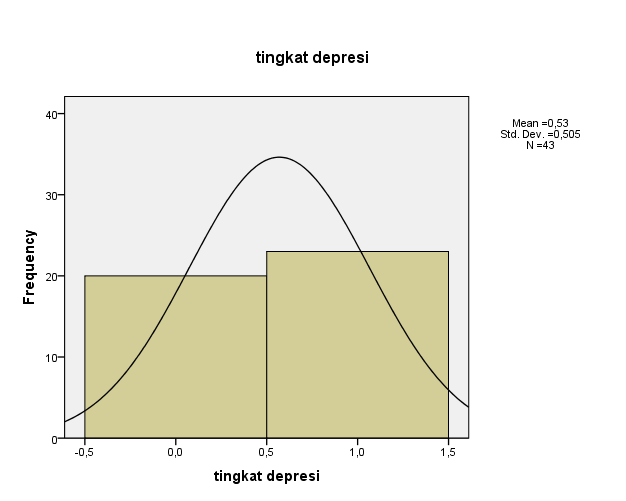 tingkat depresi
Mean =0,53
Std. Dev. =0,505
N =43
Frequency
40
30
20
10
0
-0,5
0,0
0,5
1,0
1,5
tingkat depresi